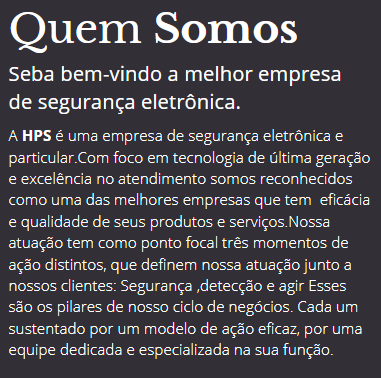 Quem Somos
Seba bem-vindo a melhor empresa
de segurança eletrônica.
A HPS é uma empresa de segurança eletrônica e
particular.Com foco em tecnologia de última geração
e excelência no atendimento somos reconhecidos
como uma das melhores empresas que tem  eficácia
e qualidade de seus produtos e serviços.Nossa
atuação tem como ponto focal três momentos de
ação distintos, que definem nossa atuação junto a
nossos clientes: Segurança ,detecção e agir Esses
são os pilares de nosso ciclo de negócios. Cada um
sustentado por um modelo de ação eficaz, por uma
equipe dedicada e especializada na sua função.